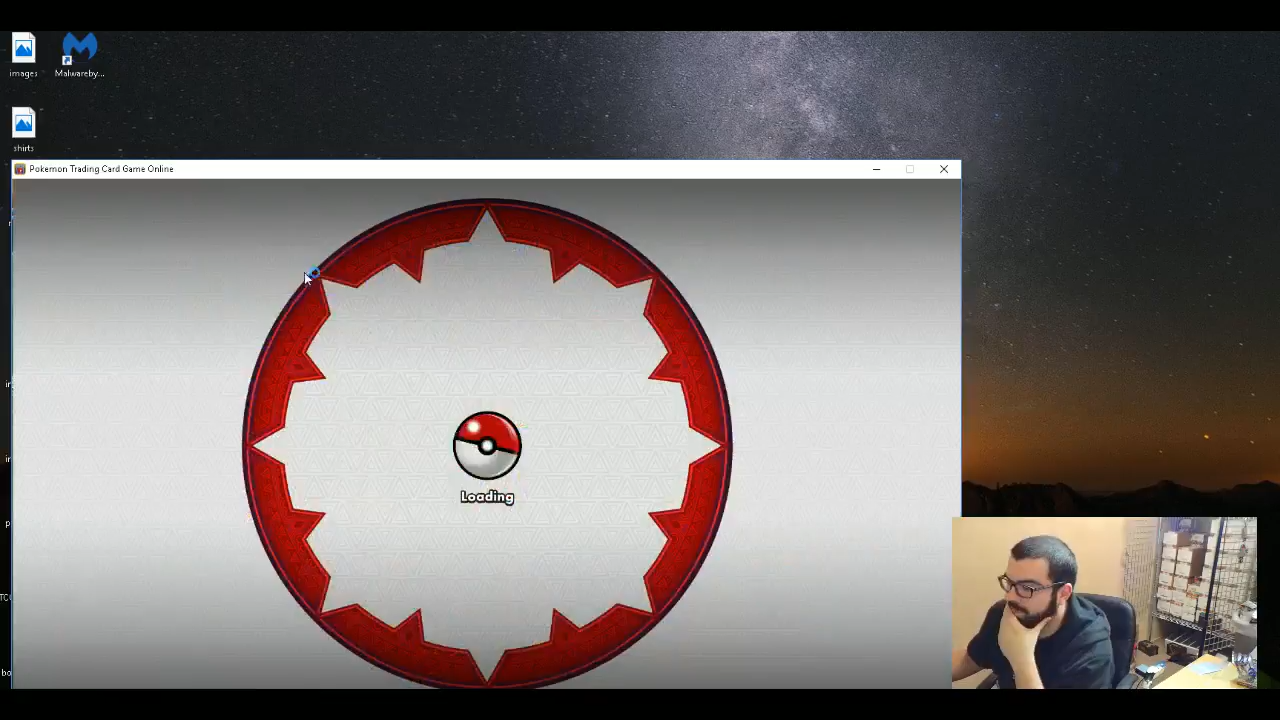 images
Malwareby...
shirts
Pokemon Trading Card Game Online
Loading